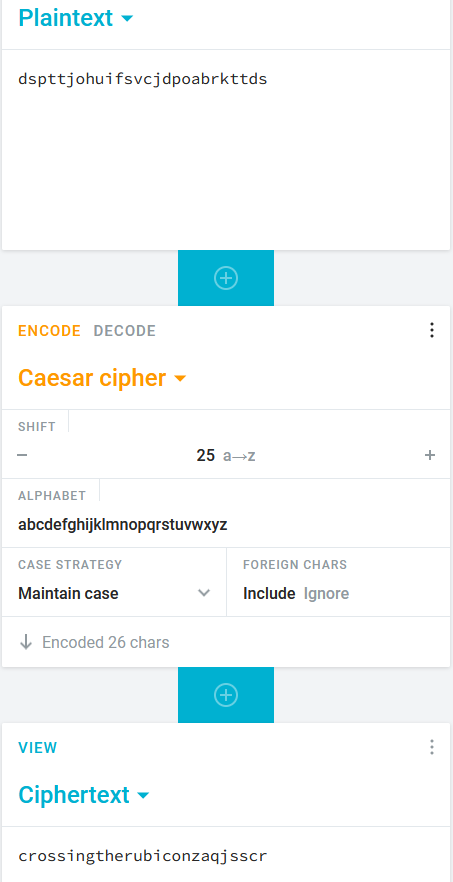 Plaintext
dspttjohuifsvcjdpoabrkttds
ENCODE DECODE
Caesar cipher
SHIFT
− 25 a→z +
ALPHABET
abcdefghijklmnopqrstuvwxyz
CASE STRATEGY FOREIGN CHARS
Maintain case Include Ignore
↓ Encoded 26 chars
VIEW
Ciphertext
crossingtherubiconzaqjsscr